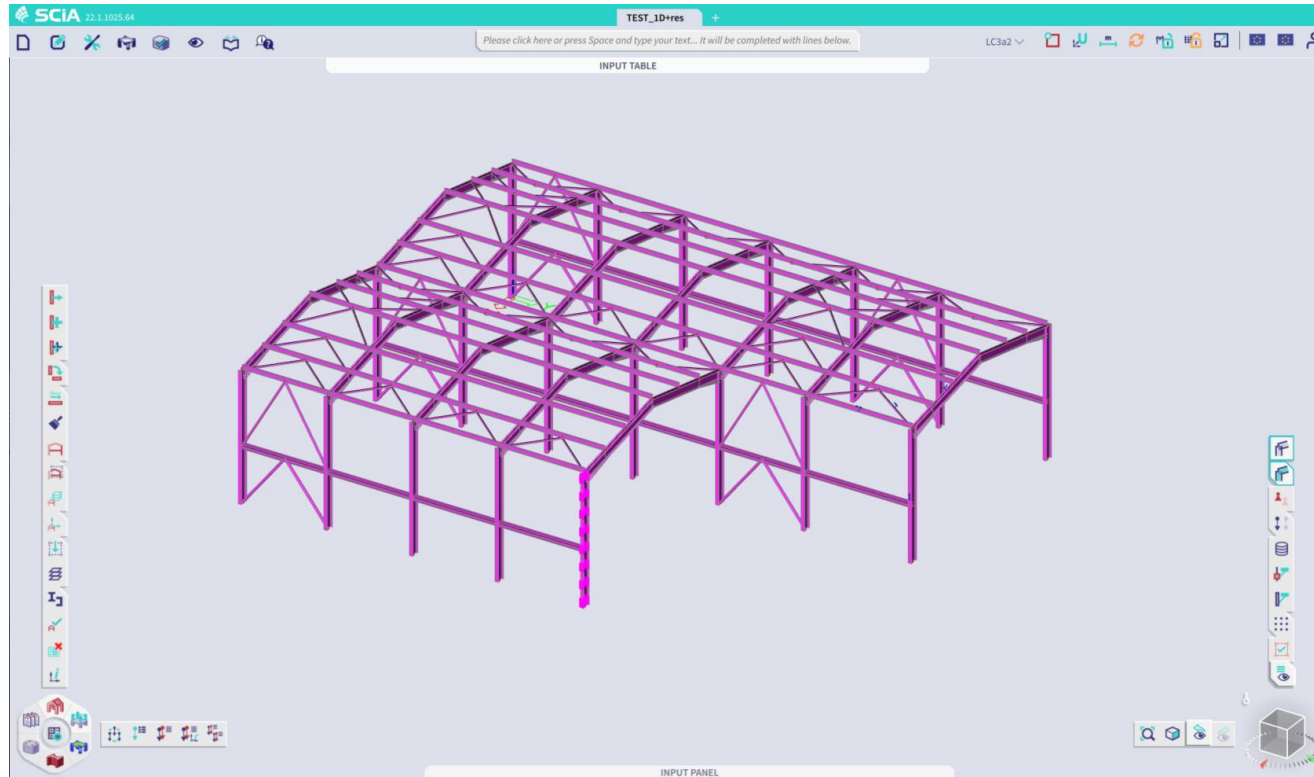 SCiA 22.1.1025.64
TEST_1D+res
Please click here or press Space and type your text... It will be completed with lines below.
LC3a2
INPUT TABLE
INPUT PANEL